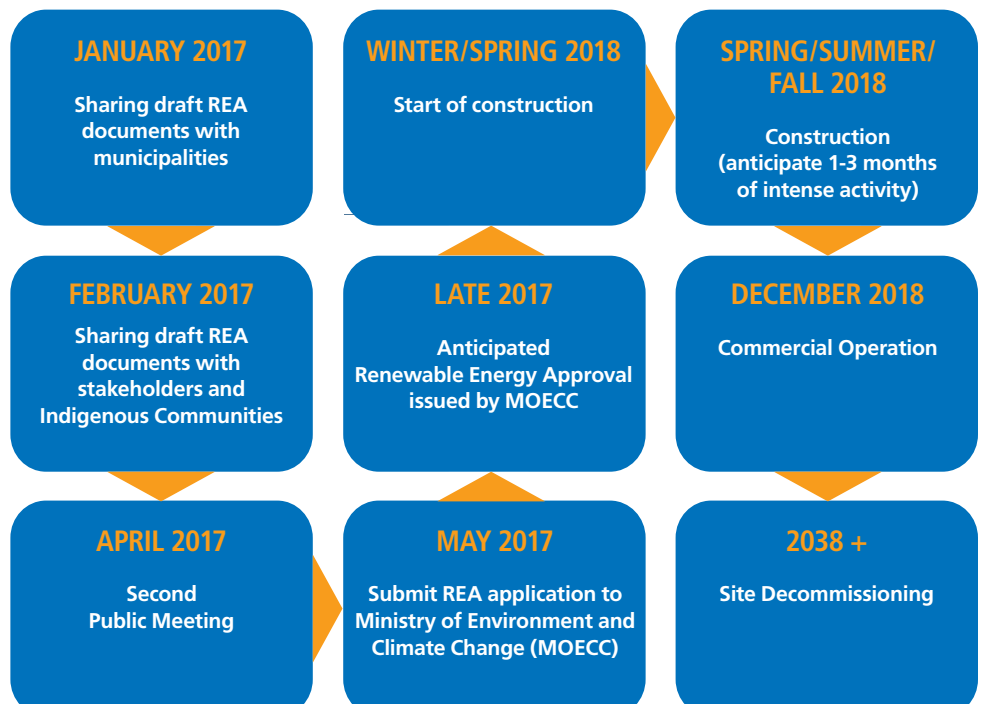 JANUARY 2017
Sharing draft REA
documents with
municipalities
FEBRUARY 2017
Sharing draft REA
documents with
stakeholders and
Indigenous Communities
APRIL 2017
Second
Public Meeting
MAY 2017
Submit REA application to
Ministry of Environment and
Climate Change (MOECC)
LATE 2017
Anticipated
Renewable Energy Approval
issued by MOECC
WINTER/SPRING 2018
Start of construction
SPRING/SUMMER/
FALL 2018
Construction
(anticipate 1-3 months
of intense activity)
DECEMBER 2018
Commercial Operation
2038 +
Site Decommissioning